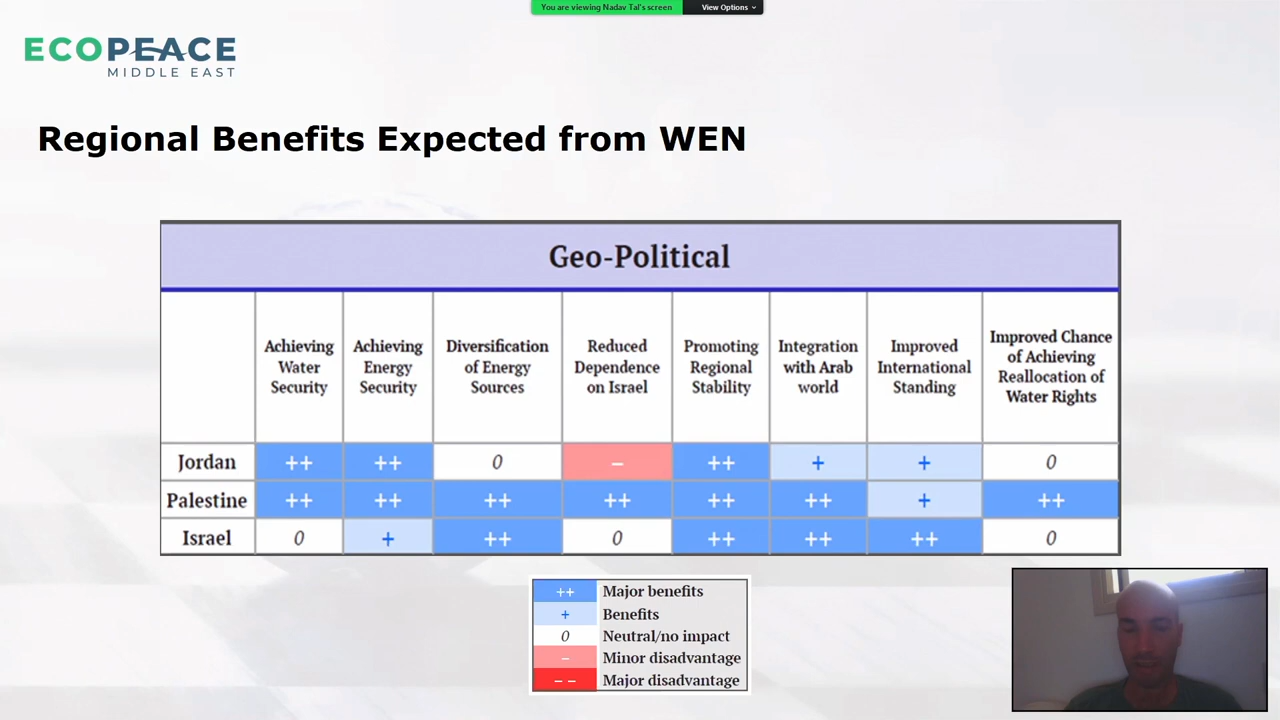 You are viewing Nadav Tal's screen View Options
ECOPEACE
MIDDLE EAST
Regional Benefits Expected from WEN
Geo-Political
Achieving Water Security
Achieving Energy Security
Diversification of Energy Sources
Reduced Dependence on Israel
Promoting Regional Stability
Integration with Arab world
Improved International Standing
Improved Chance of Achieving Reallocation of Water Rights
Jordan ++ ++ 0 – ++ + + 0
Palestine ++ ++ ++ ++ ++ ++ + ++
Israel 0 + ++ 0 ++ ++ ++ 0
++ Major benefits
+ Benefits
0 Neutral/no impact
– Minor disadvantage
– – Major disadvantage